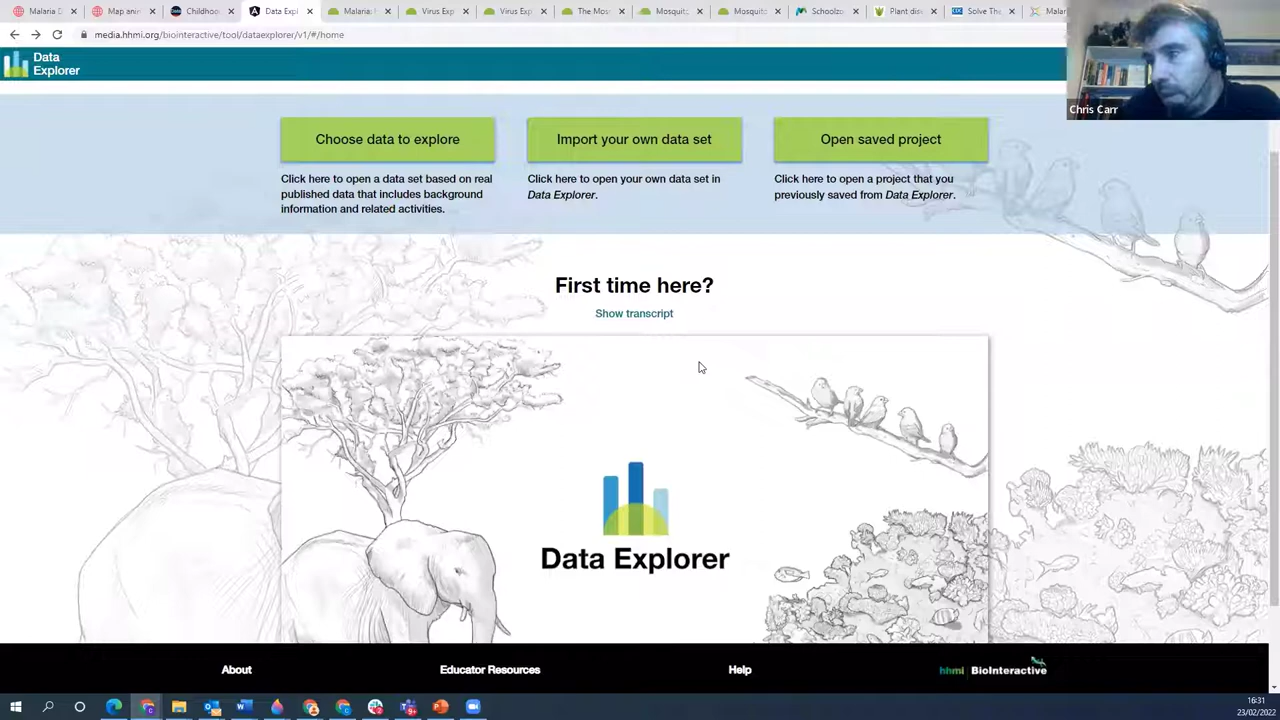 Malaria D
Map anim
Childhoo
Data Expl
Malaria:
Virus Exp
Virus Exp
The Mos
Mosquito
Mosquito
Schoolzo
Plant dis
Solve The
Malar
media.hhmi.org/biointeractive/tool/dataexplorer/v1/#/home
Data
Explorer
Chris Carr
Choose data to explore
Import your own data set
Open saved project
Click here to open a data set based on real
published data that includes background
information and related activities.
Click here to open your own data set in
Data Explorer.
Click here to open a project that you
previously saved from Data Explorer.
First time here?
Show transcript
Data Explorer
About
Educator Resources
Help
hhmi BioInteractive
16:31
23/02/2022